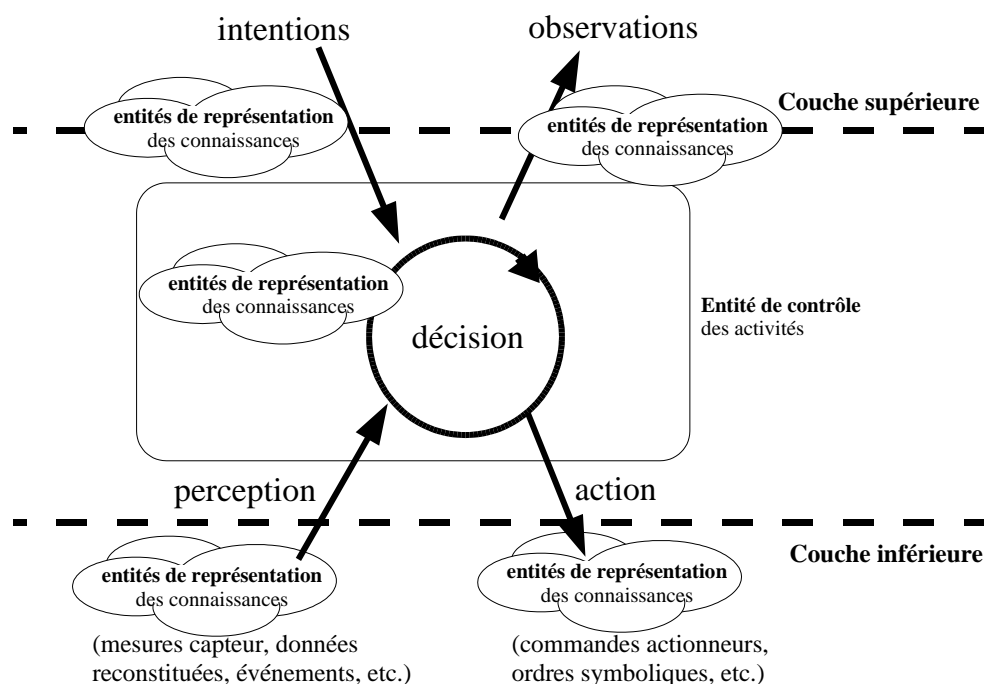 intentions
observations
Couche supérieure
entités de représentation
des connaissances
entités de représentation
des connaissances
entités de représentation
des connaissances
décision
Entité de contrôle
des activités
perception
action
Couche inférieure
entités de représentation
des connaissances
entités de représentation
des connaissances
(mesures capteur, données
reconstituées, événements, etc.)
(commandes actionneurs,
ordres symboliques, etc.)